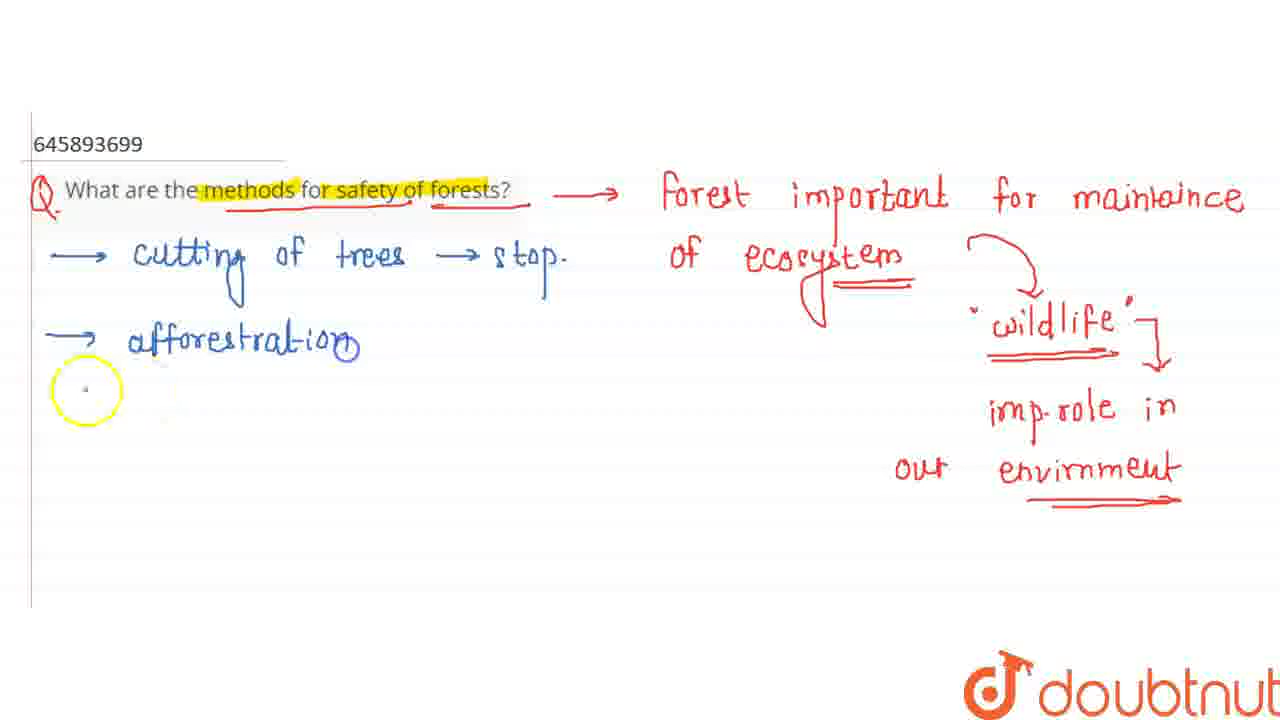 645893699
Q. What are the methods for safety of forests? → forest important for maintaince
→ cutting of trees → stop. of ecosystem
"wildlife"
→ afforestration
imp. role in
our envirnment
doubtnut